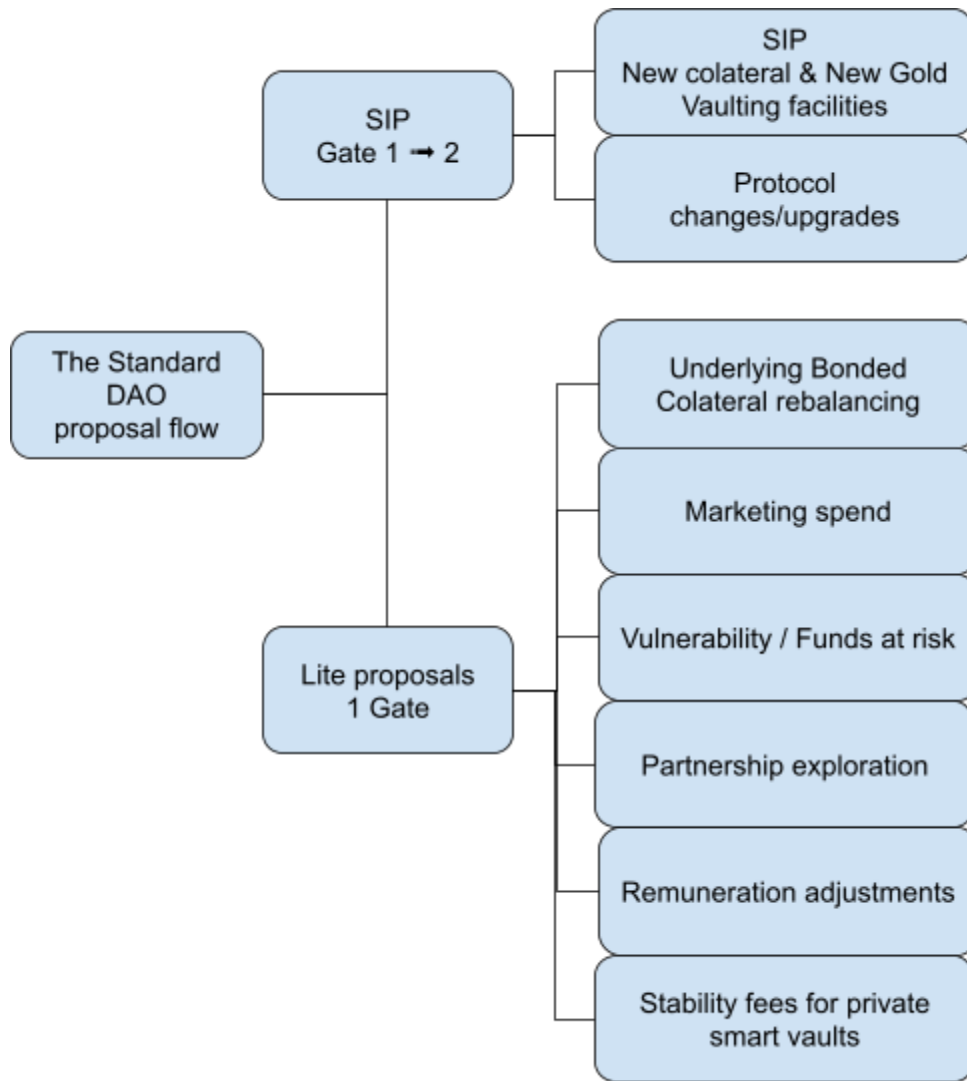 SIP
New colateral & New Gold
Vaulting facilities
SIP
Gate 1 ➞ 2
Protocol
changes/upgrades
The Standard
DAO
proposal flow
Underlying Bonded
Colateral rebalancing
Marketing spend
Vulnerability / Funds at risk
Lite proposals
1 Gate
Partnership exploration
Remuneration adjustments
Stability fees for private
smart vaults